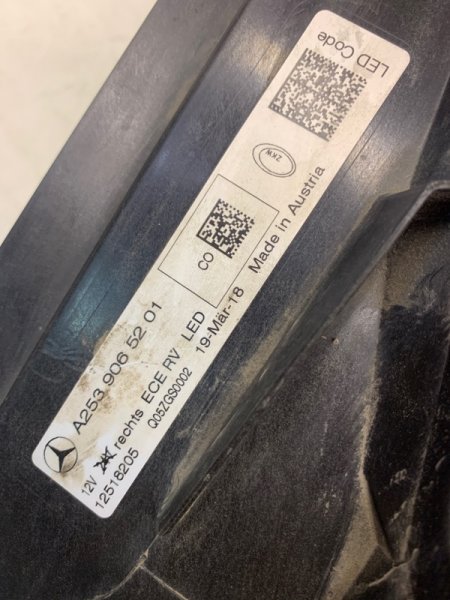 A253 906 52 01
12V rechts ECE RV LED
12518205
Q05ZGS0002 19-Mär-18 Made in Austria
CO
ZKW
LED Code